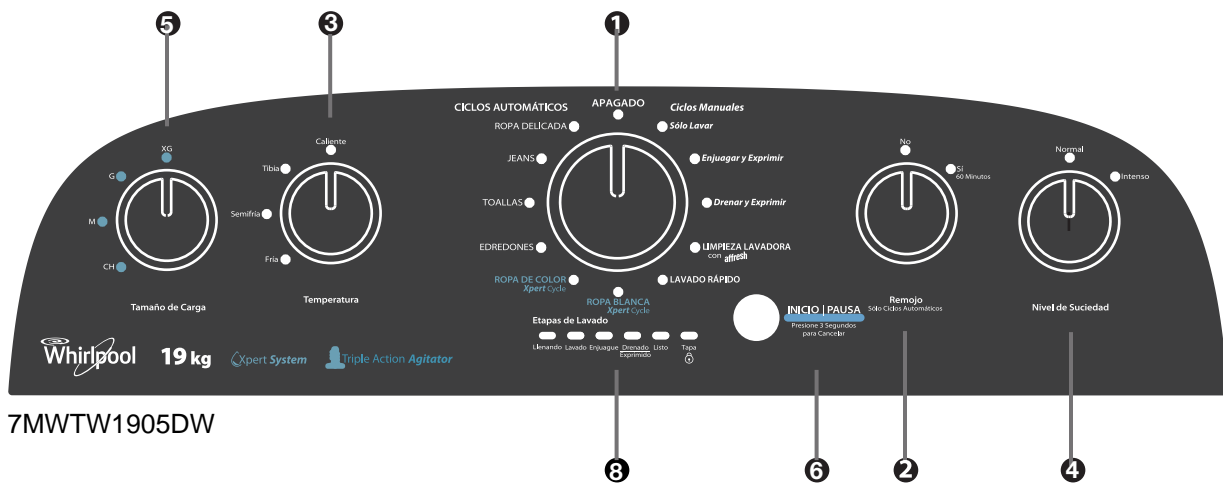 5
3
1
CICLOS AUTOMÁTICOS
APAGADO
Ciclos Manuales
ROPA DELICADA
Sólo Lavar
JEANS
Enjuagar y Exprimir
TOALLAS
Drenar y Exprimir
EDREDONES
LIMPIEZA LAVADORA
con affresh
ROPA DE COLOR
Xpert Cycle
LAVADO RÁPIDO
ROPA BLANCA
Xpert Cycle
XG
G
M
CH
Tamaño de Carga
Caliente
Tibia
Semifría
Fría
Temperatura
No
Sí
60 Minutos
Remojo
Sólo Ciclos Automáticos
Normal
Intenso
Nivel de Suciedad
INICIO | PAUSA
Presione 3 Segundos
para Cancelar
Etapas de Lavado
Llenando Lavado Enjuague Drenado Listo Tapa
Exprimido
Whirlpool
19 kg
Xpert System
Triple Action Agitator
7MWTW1905DW
8
6
2
4